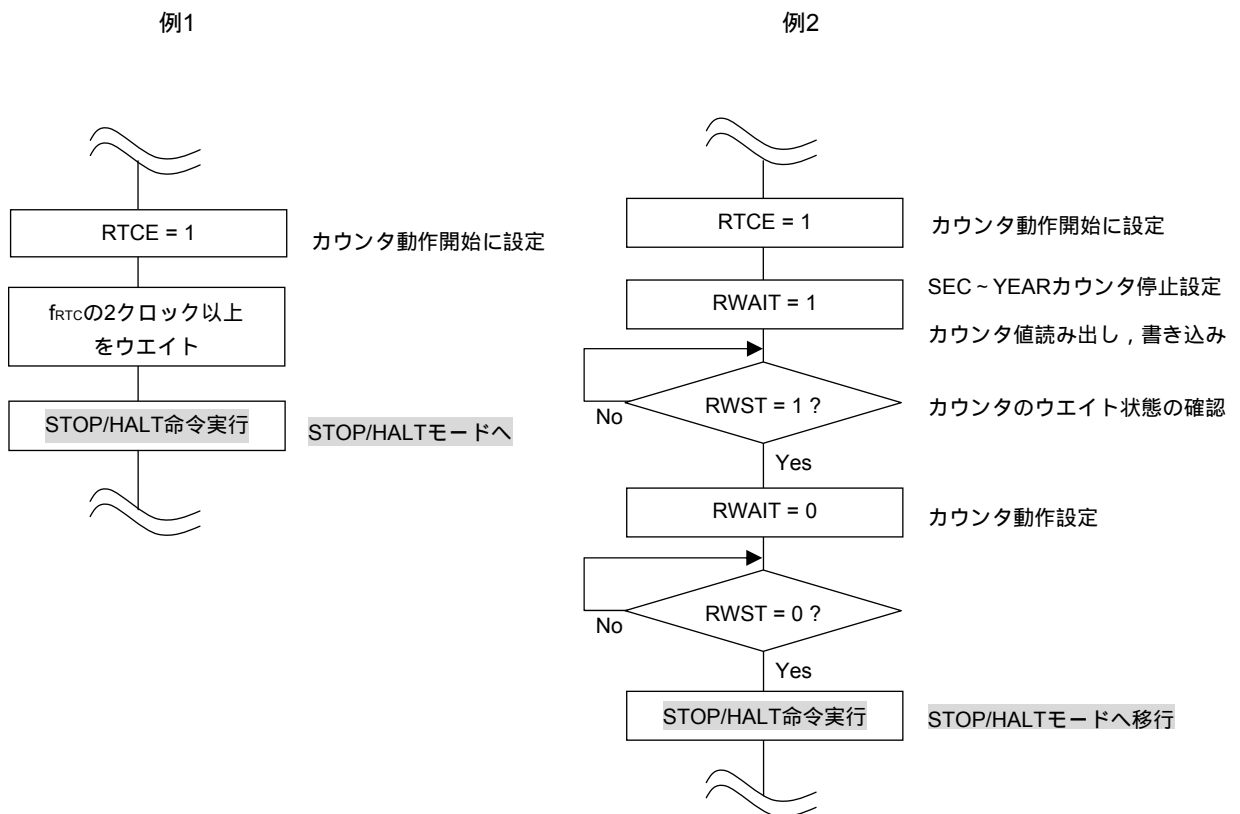 例1
RTCE = 1
カウンタ動作開始に設定
fRTCの2クロック以上
をウエイト
STOP/HALT命令実行
STOP/HALTモードへ
例2
RTCE = 1
カウンタ動作開始に設定
RWAIT = 1
SEC~YEARカウンタ停止設定
カウンタ値読み出し,書き込み
RWST = 1 ?
カウンタのウエイト状態の確認
No
Yes
RWAIT = 0
カウンタ動作設定
RWST = 0 ?
No
Yes
STOP/HALT命令実行
STOP/HALTモードへ移行